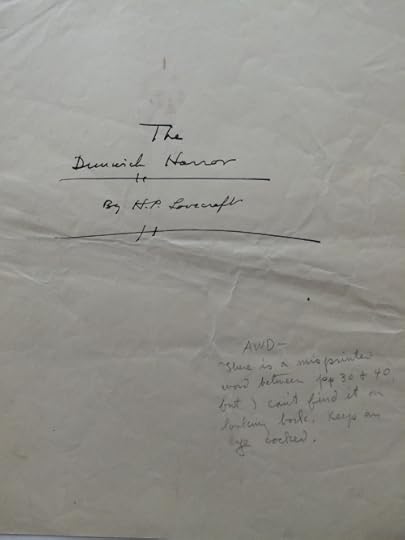 The
Dunwich Horror
By H.P. Lovecraft
AWD—
There is a misprinted
word between pp 30 & 40,
but I can't find it on
looking back. Keep an
eye cocked.